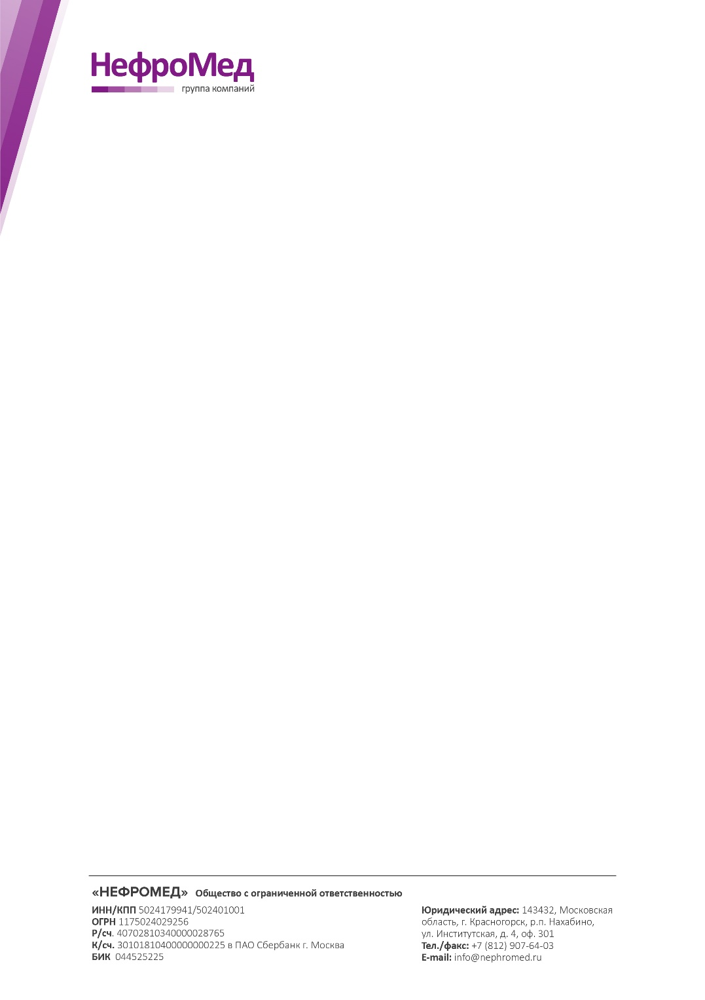 НефроМед
группа компаний
«НЕФРОМЕД» Общество с ограниченной ответственностью
ИНН/КПП 5024179941/502401001
ОГРН 1175024029256
Р/сч. 40702810340000028765
К/сч. 30101810400000000225 в ПАО Сбербанк г. Москва
БИК 044525225
Юридический адрес: 143432, Московская
область, г. Красногорск, р.п. Нахабино,
ул. Институтская, д. 4, оф. 301
Тел./факс: +7 (812) 907-64-03
E-mail: info@nephromed.ru